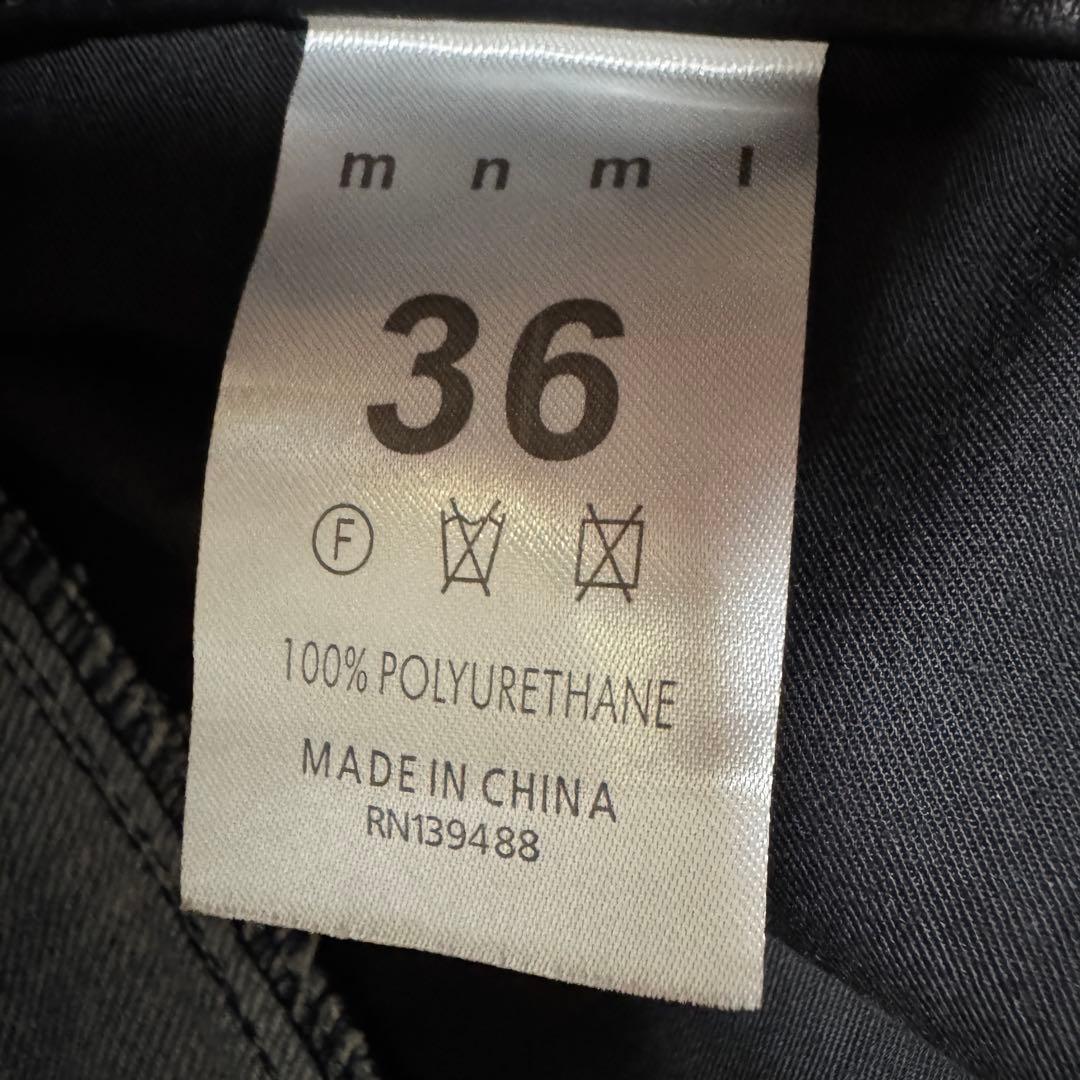 m n m l
36
F
100% POLYURETHANE
MADE IN CHINA
RN139488